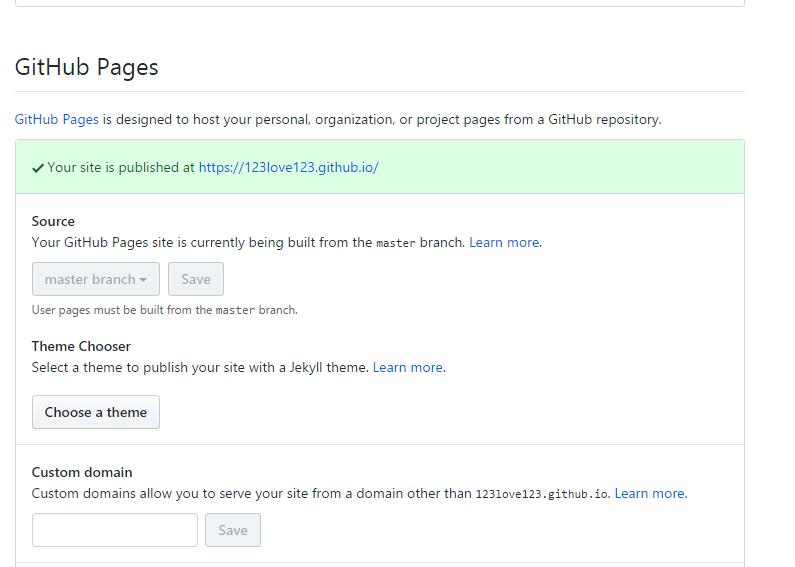 GitHub Pages
GitHub Pages is designed to host your personal, organization, or project pages from a GitHub repository.
Your site is published at https://123love123.github.io/
Source
Your GitHub Pages site is currently being built from the master branch. Learn more.
master branch
Save
User pages must be built from the master branch.
Theme Chooser
Select a theme to publish your site with a Jekyll theme. Learn more.
Choose a theme
Custom domain
Custom domains allow you to serve your site from a domain other than 123love123.github.io. Learn more.
Save